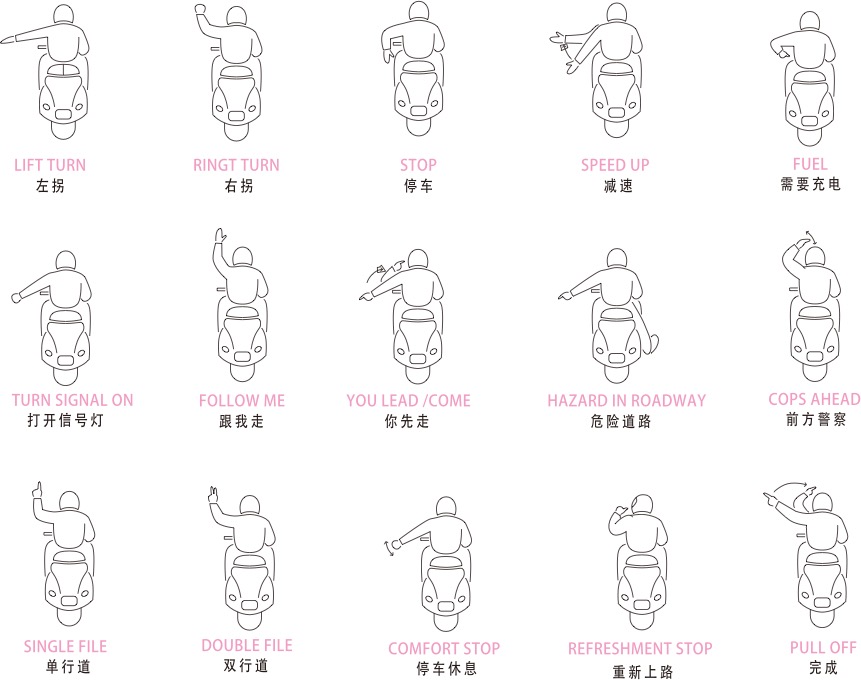 LIFT TURN
左拐
RINGT TURN
右拐
STOP
停车
SPEED UP
减速
FUEL
需要充电
TURN SIGNAL ON
打开信号灯
FOLLOW ME
跟我走
YOU LEAD /COME
你先走
HAZARD IN ROADWAY
危险道路
COPS AHEAD
前方警察
SINGLE FILE
单行道
DOUBLE FILE
双行道
COMFORT STOP
停车休息
REFRESHMENT STOP
重新上路
PULL OFF
完成